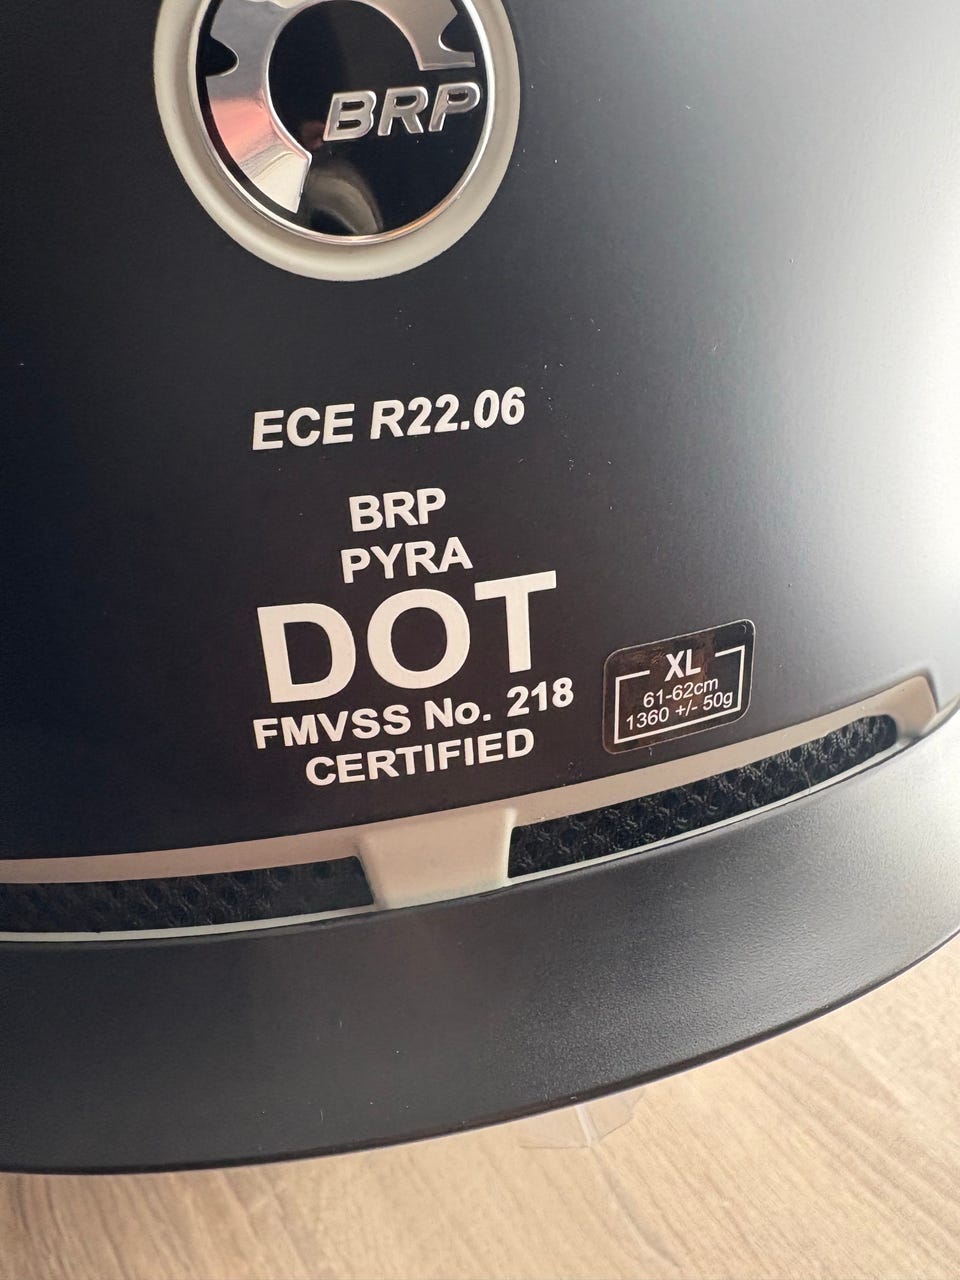 BRP
ECE R22.06
BRP
PYRA
DOT
FMVSS No. 218
CERTIFIED
XL
61-62cm
1360 +/- 50g